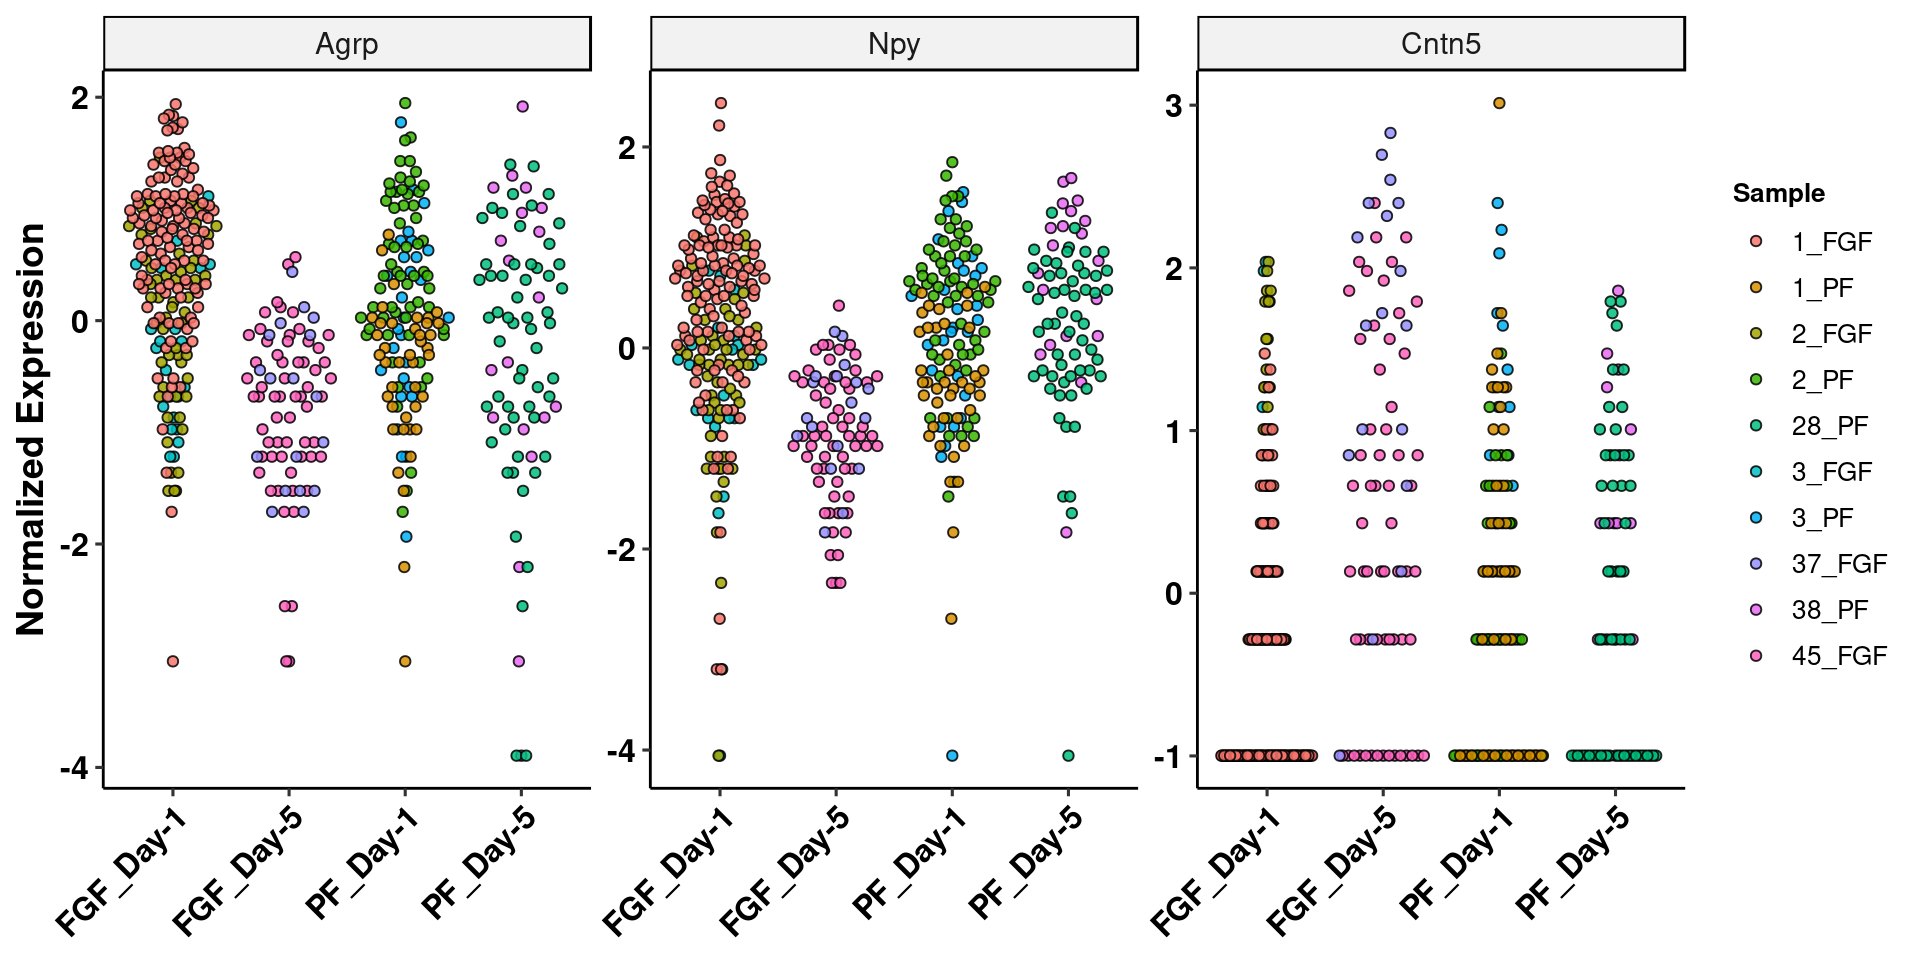 Agrp
Npy
Cntn5
Normalized Expression
2
0
-2
-4
2
0
-2
-4
3
2
1
0
-1
FGF_Day-1
FGF_Day-5
PF_Day-1
PF_Day-5
FGF_Day-1
FGF_Day-5
PF_Day-1
PF_Day-5
FGF_Day-1
FGF_Day-5
PF_Day-1
PF_Day-5
Sample
1_FGF
1_PF
2_FGF
2_PF
28_PF
3_FGF
3_PF
37_FGF
38_PF
45_FGF